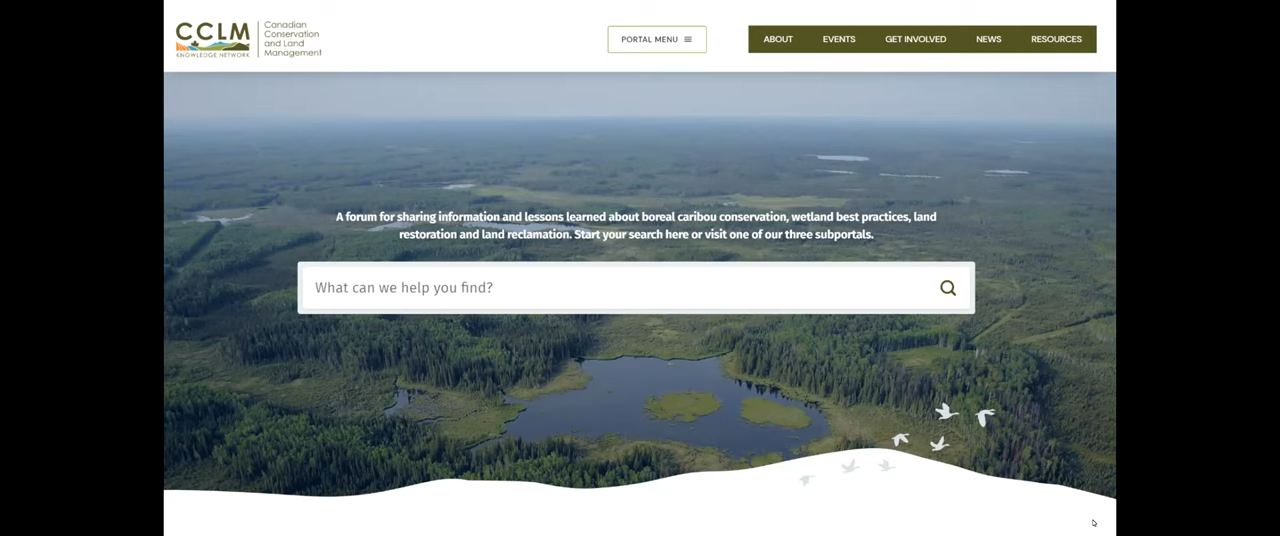 CCLM
KNOWLEDGE NETWORK
Canadian
Conservation
and Land
Management
PORTAL MENU
ABOUT
EVENTS
GET INVOLVED
NEWS
RESOURCES
A forum for sharing information and lessons learned about boreal caribou conservation, wetland best practices, land
restoration and land reclamation. Start your search here or visit one of our three subportals.
What can we help you find?